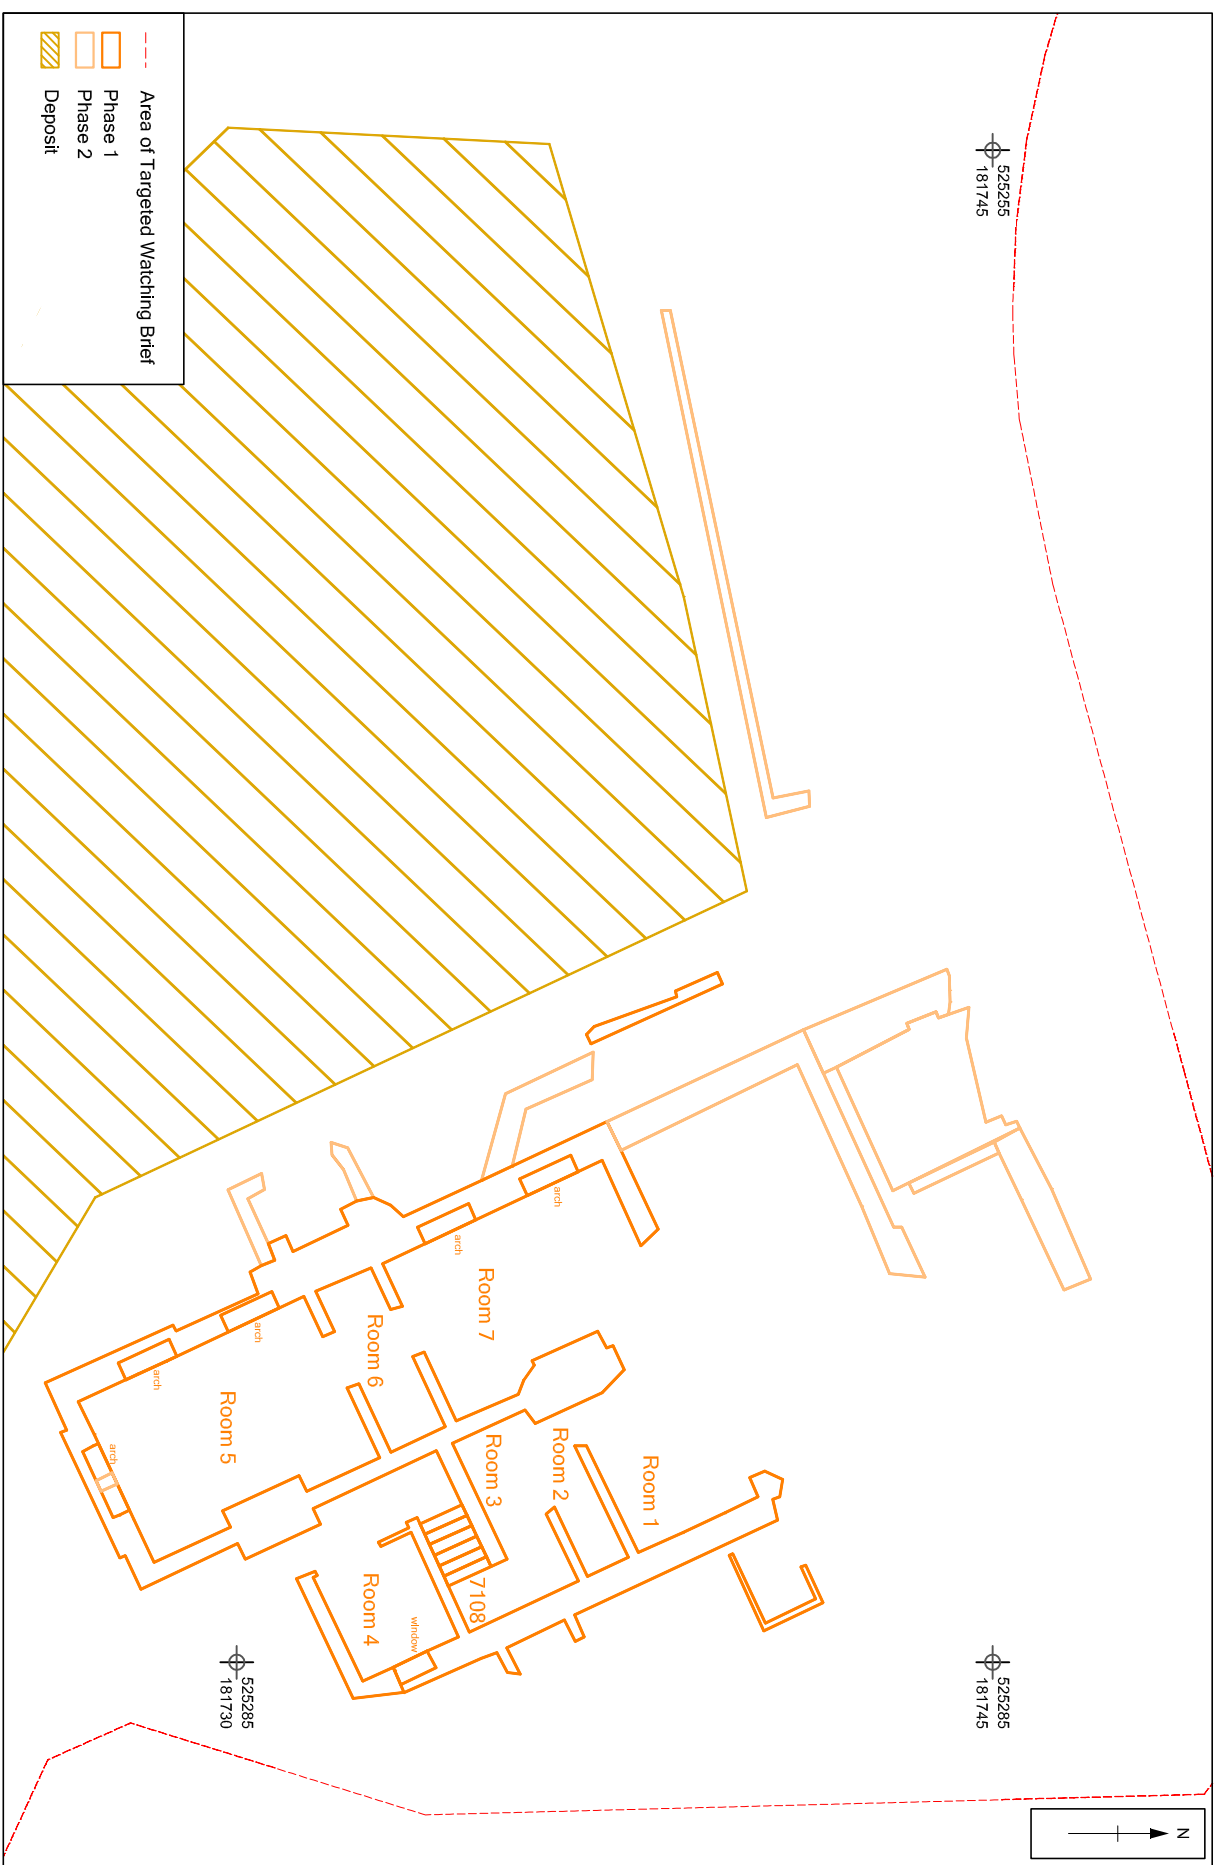 525255
181745
525285
181745
525285
181730
N
Room 1
Room 2
Room 3
Room 4
Room 5
Room 6
Room 7
7108
arch
arch
arch
arch
arch
window
Area of Targeted Watching Brief
Phase 1
Phase 2
Deposit